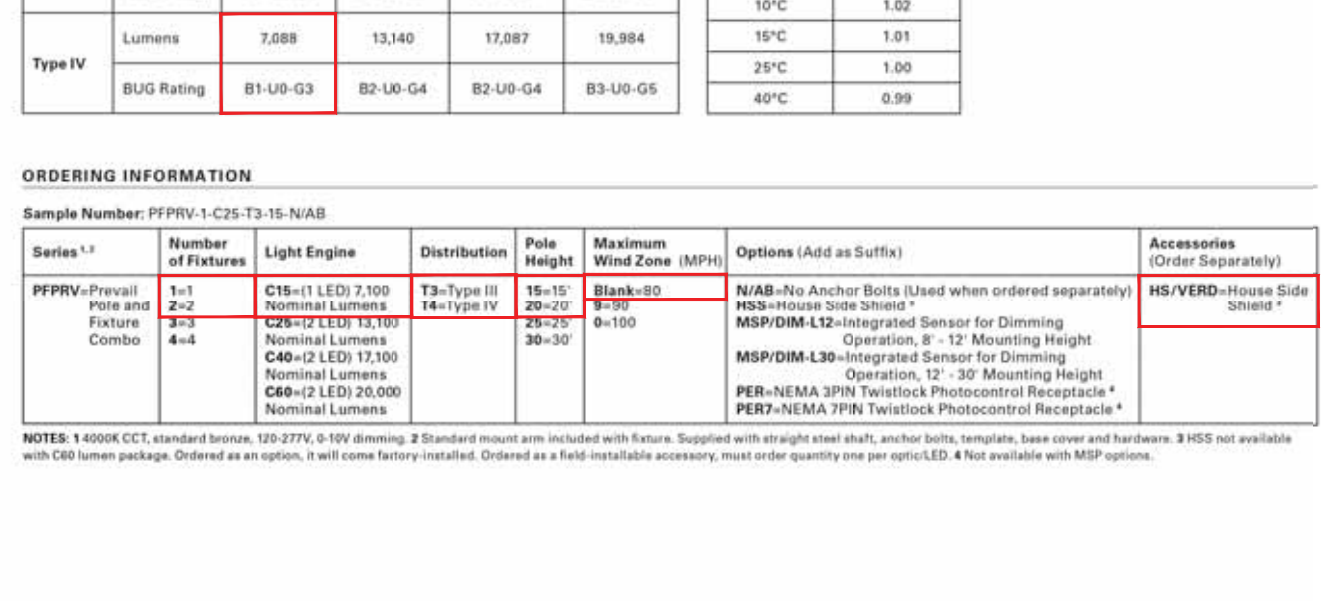 10°C 1.02
Type IV Lumens 7,088 13,140 17,087 19,984
BUG Rating B1-U0-G3 B2-U0-G4 B2-U0-G4 B3-U0-G5
15°C 1.01
25°C 1.00
40°C 0.99
ORDERING INFORMATION
Sample Number: PFPRV-1-C25-T3-15-N/AB
Series 1,2
Number
of Fixtures
Light Engine
Distribution
Pole
Height
Maximum
Wind Zone (MPH)
Options (Add as Suffix)
Accessories
(Order Separately)
PFPRV=Prevail
Pole and
Fixture
Combo
1=1
2=2
3=3
4=4
C15=(1 LED) 7,100
Nominal Lumens
C25=(2 LED) 13,100
Nominal Lumens
C40=(2 LED) 17,100
Nominal Lumens
C60=(2 LED) 20,000
Nominal Lumens
T3=Type III
T4=Type IV
15=15'
20=20'
25=25'
30=30'
Blank=80
9=90
0=100
N/AB=No Anchor Bolts (Used when ordered separately)
HSS=House Side Shield ³
MSP/DIM-L12=Integrated Sensor for Dimming
Operation, 8' - 12' Mounting Height
MSP/DIM-L30=Integrated Sensor for Dimming
Operation, 12' - 30' Mounting Height
PER=NEMA 3PIN Twistlock Photocontrol Receptacle ⁴
PER7=NEMA 7PIN Twistlock Photocontrol Receptacle ⁴
HS/VERD=House Side
Shield ³
NOTES: 1 4000K CCT, standard bronze, 120-277V, 0-10V dimming. 2 Standard mount arm included with fixture. Supplied with straight steel shaft, anchor bolts, template, base cover and hardware. 3 HSS not available
with C60 lumen package. Ordered as an option, it will come factory-installed. Ordered as a field-installable accessory, must order quantity one per optic/LED. 4 Not available with MSP options.